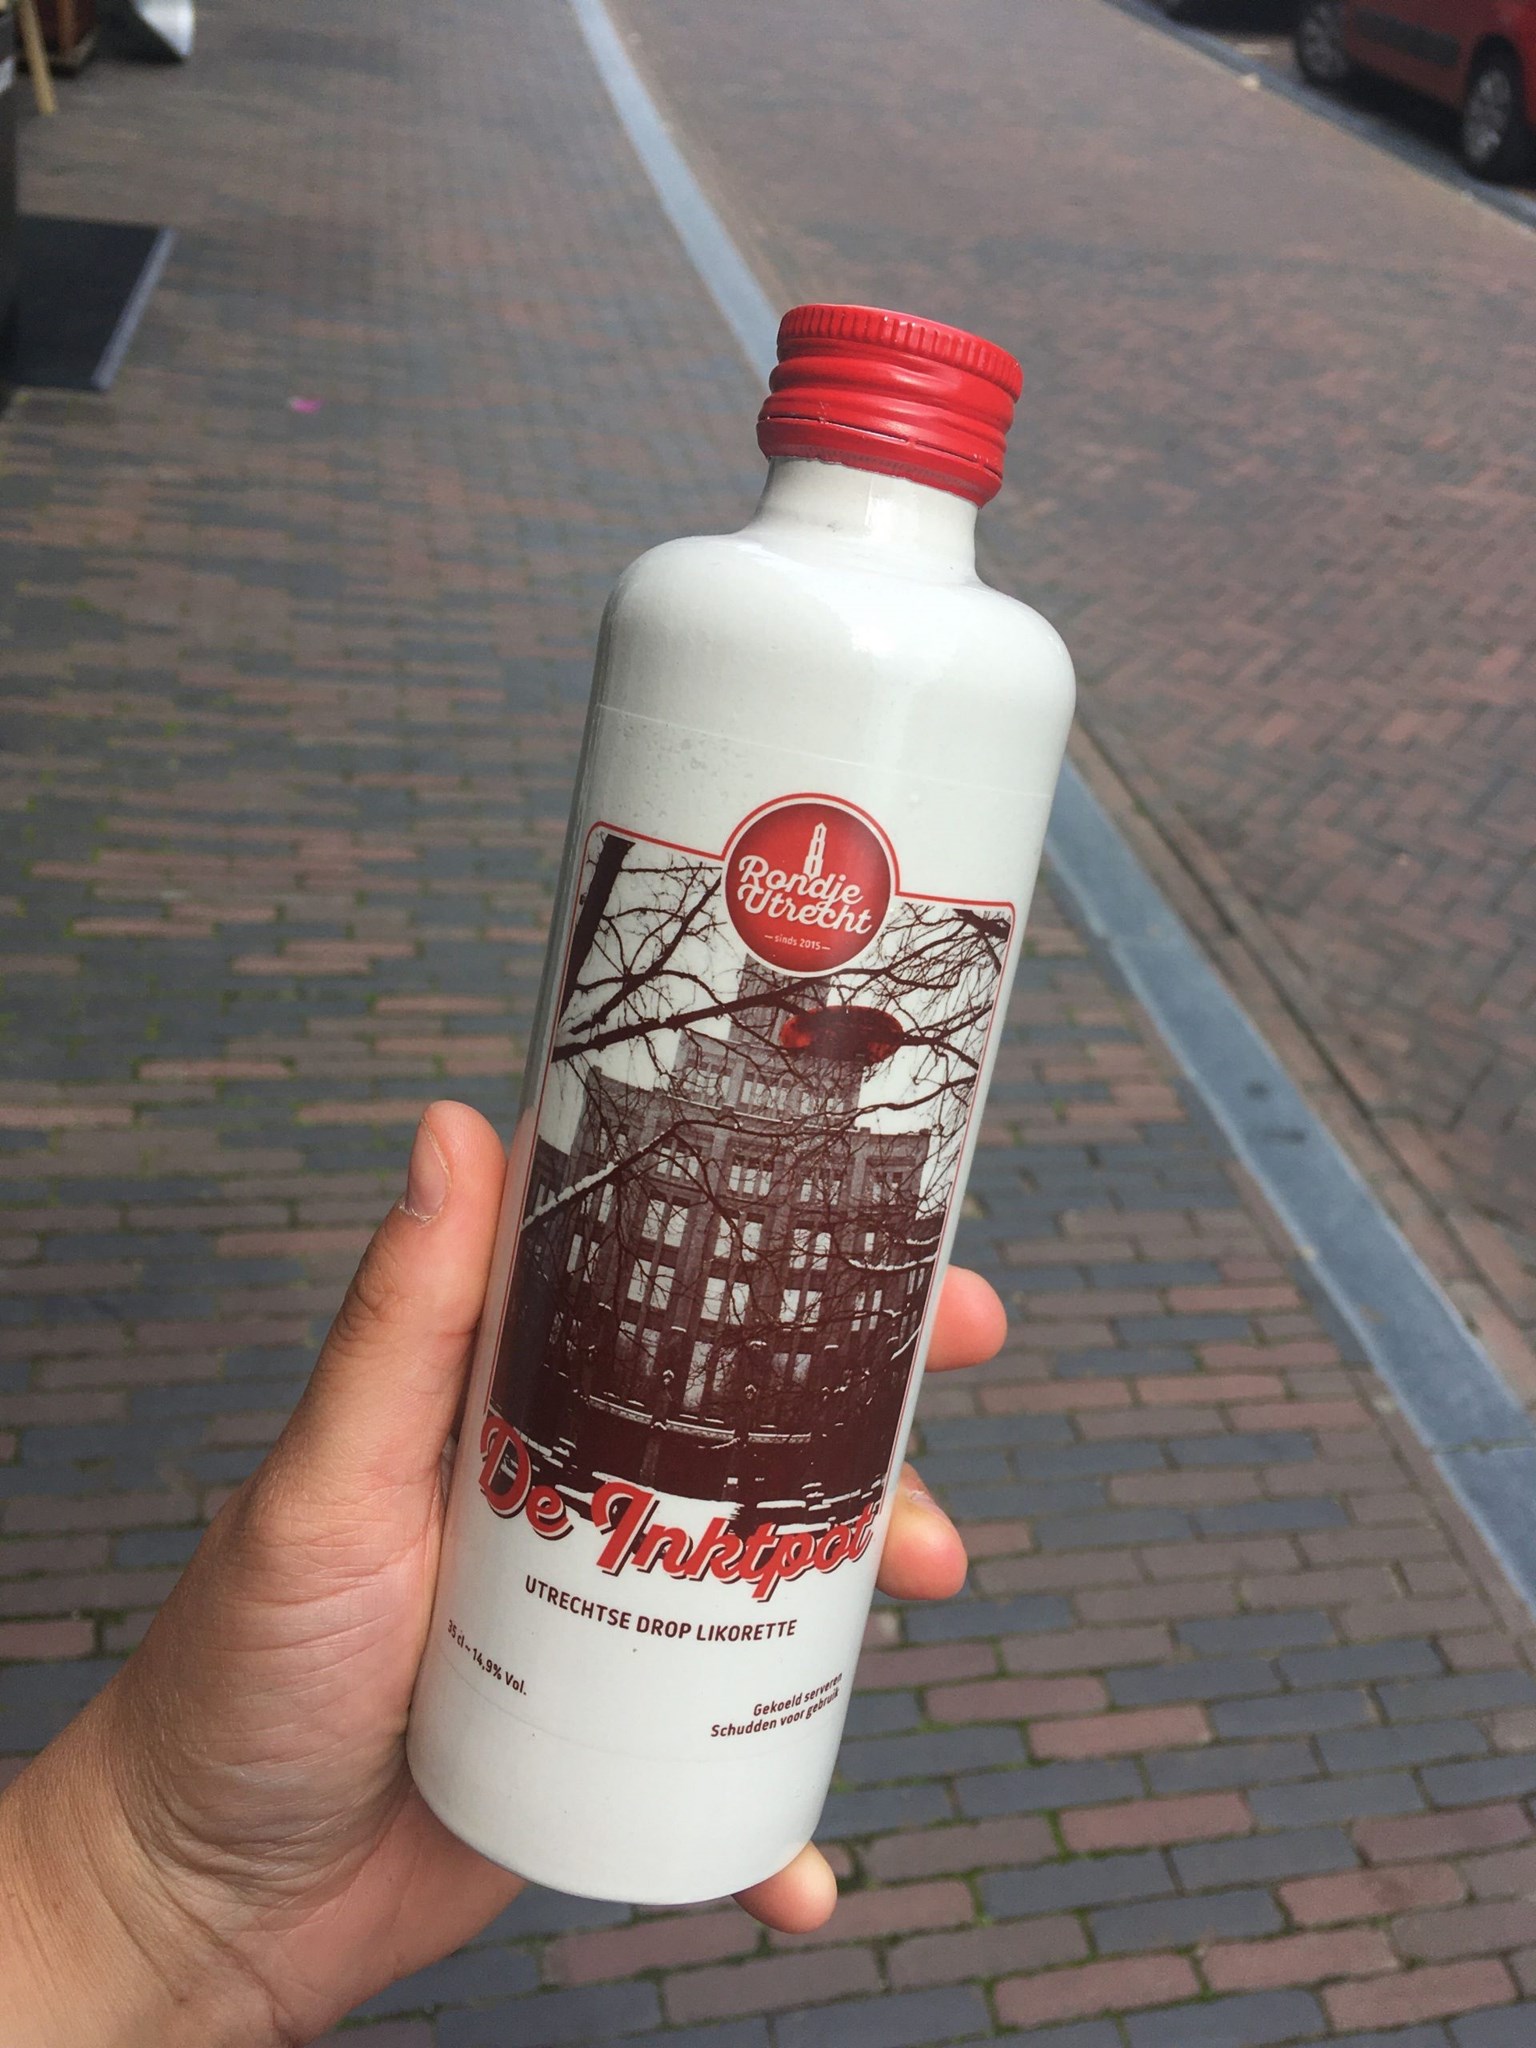 Rondje
Utrecht
—sinds 2015—
De Inktpot
UTRECHTSE DROP LIKORETTE
35 cl ~ 14,9% Vol.
Gekoeld serveren
Schudden voor gebruik